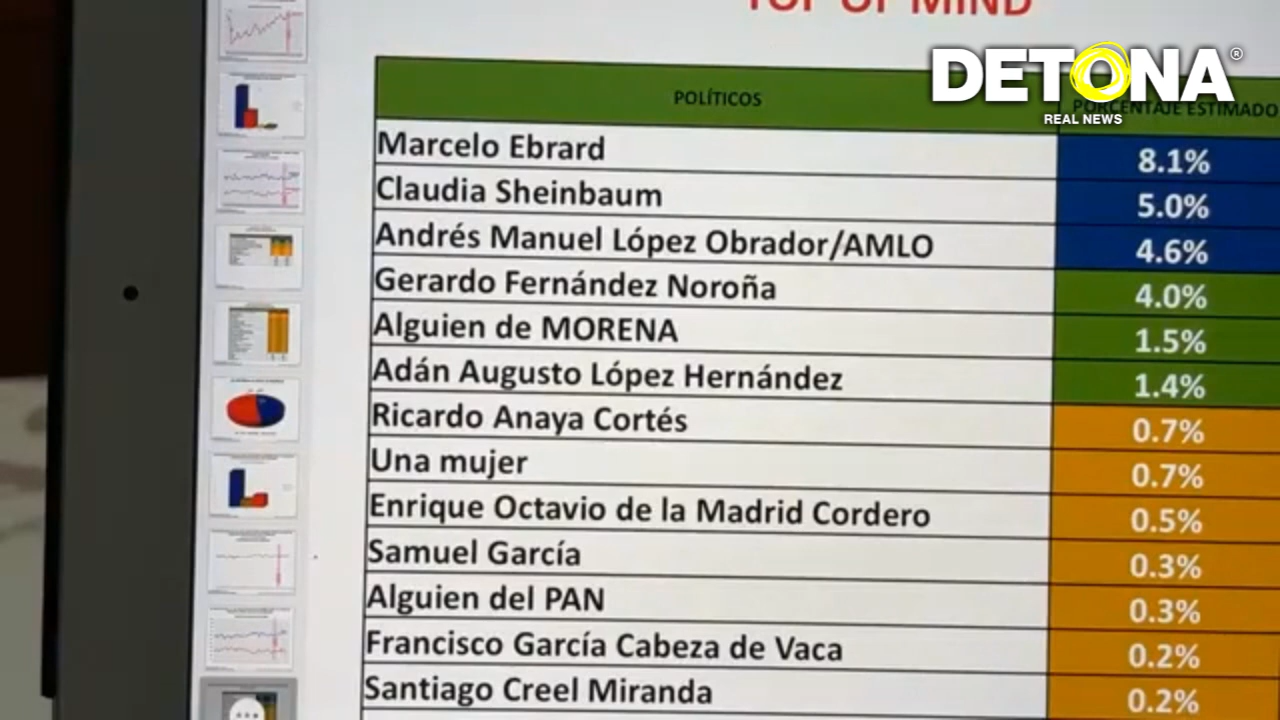 TOP OF MIND
DETONA®
REAL NEWS
POLÍTICOS
PORCENTAJE ESTIMADO
Marcelo Ebrard
8.1%
Claudia Sheinbaum
5.0%
Andrés Manuel López Obrador/AMLO
4.6%
Gerardo Fernández Noroña
4.0%
Alguien de MORENA
1.5%
Adán Augusto López Hernández
1.4%
Ricardo Anaya Cortés
0.7%
Una mujer
0.7%
Enrique Octavio de la Madrid Cordero
0.5%
Samuel García
0.3%
Alguien del PAN
0.3%
Francisco García Cabeza de Vaca
0.2%
Santiago Creel Miranda
0.2%